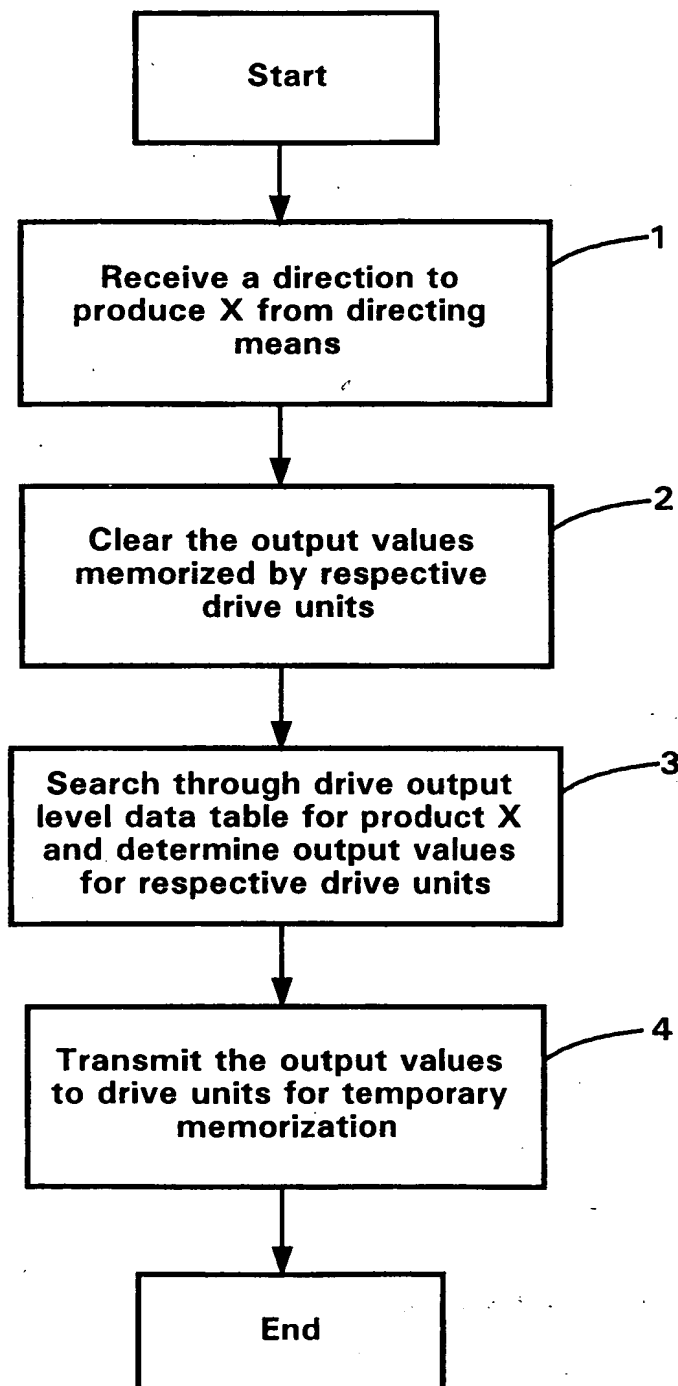 Start
1
Receive a direction to
produce X from directing
means
2
Clear the output values
memorized by respective
drive units
3
Search through drive output
level data table for product X
and determine output values
for respective drive units
4
Transmit the output values
to drive units for temporary
memorization
End